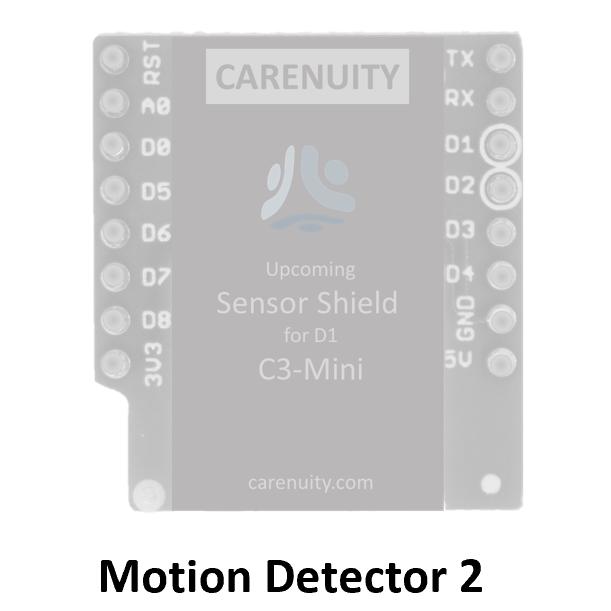 CARENUITY
RST
A0
D0
D5
D6
D7
D8
3V3
TX
RX
D1
D2
D3
D4
GND
5V
Upcoming
Sensor Shield
for D1
C3-Mini
carenuity.com
Motion Detector 2